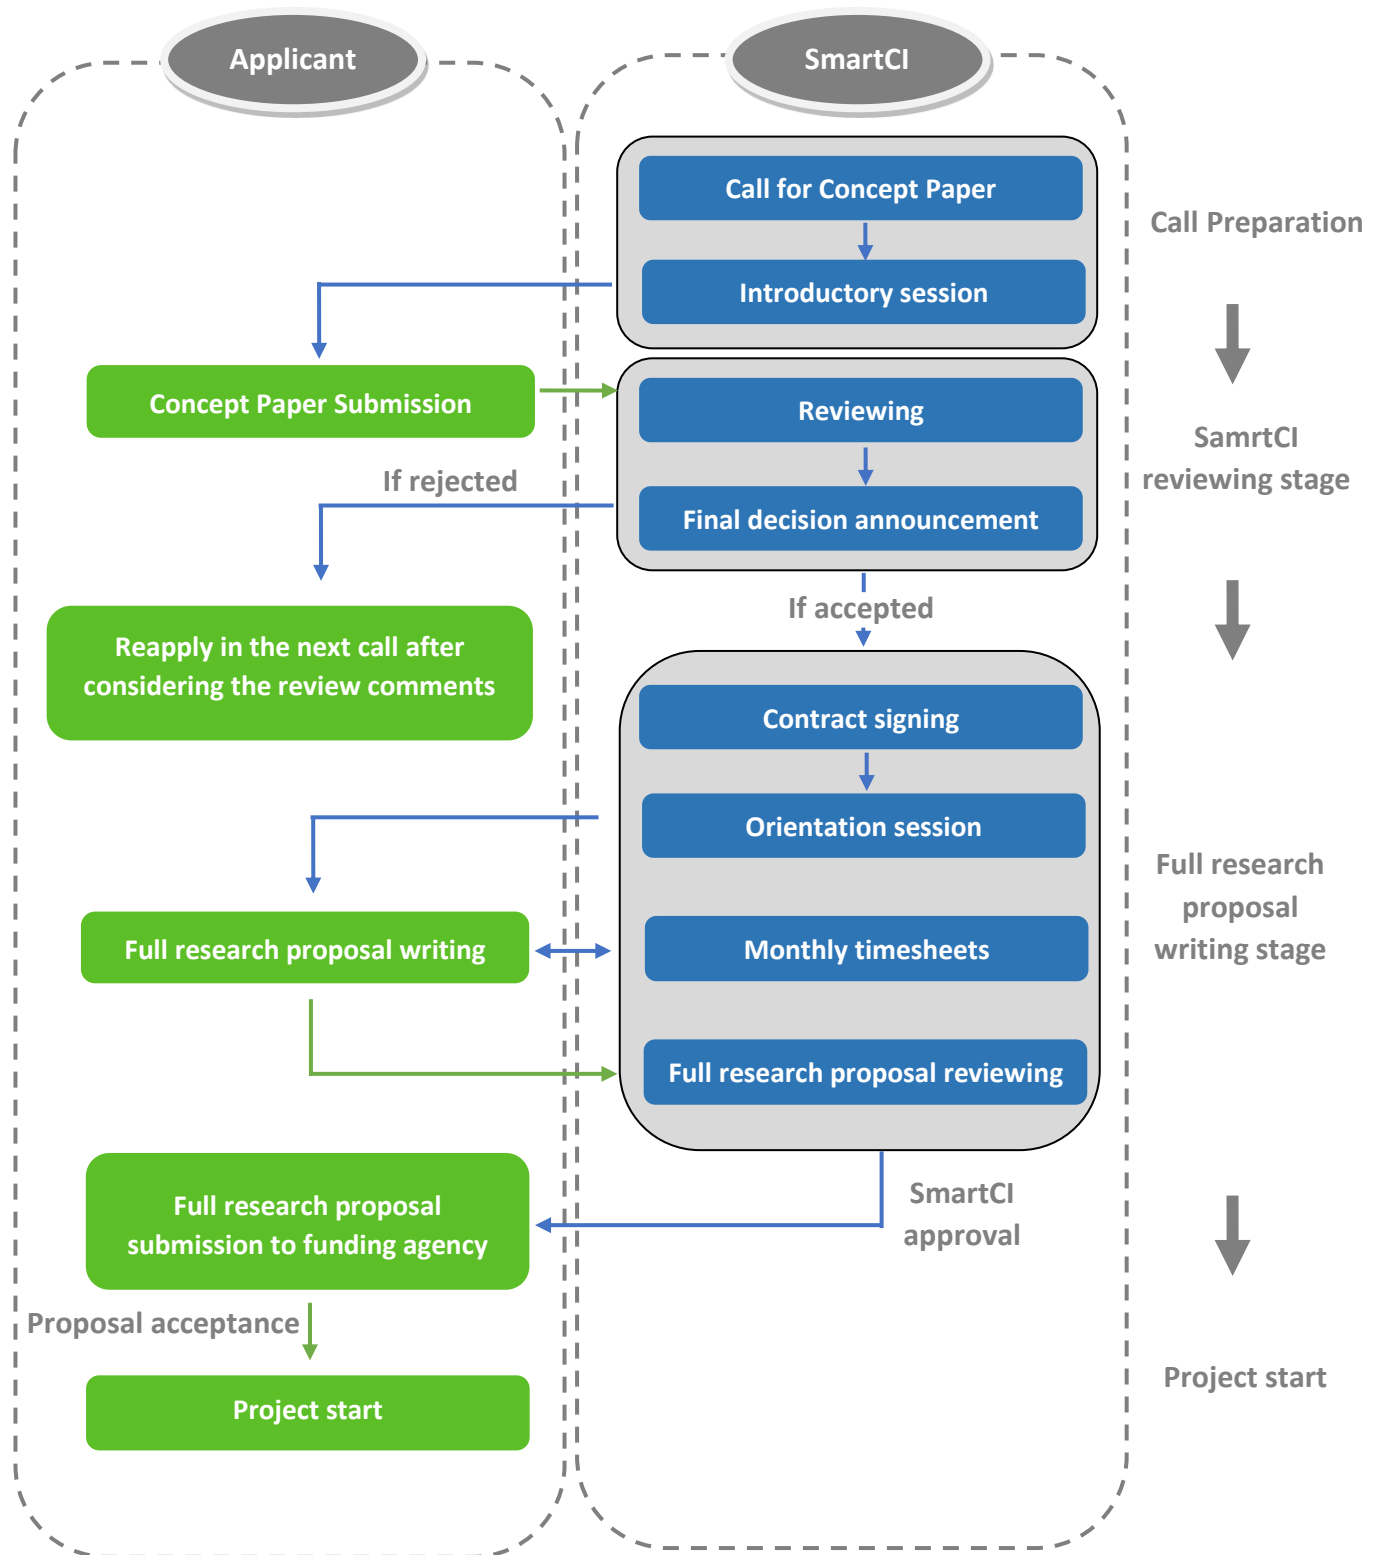 Applicant
SmartCI
Call for Concept Paper
Call Preparation
Introductory session
Concept Paper Submission
Reviewing
SamrtCI
reviewing stage
If rejected
Final decision announcement
If accepted
Reapply in the next call after
considering the review comments
Contract signing
Orientation session
Full research
proposal
writing stage
Full research proposal writing
Monthly timesheets
Full research proposal reviewing
SmartCI
approval
Full research proposal
submission to funding agency
Proposal acceptance
Project start
Project start